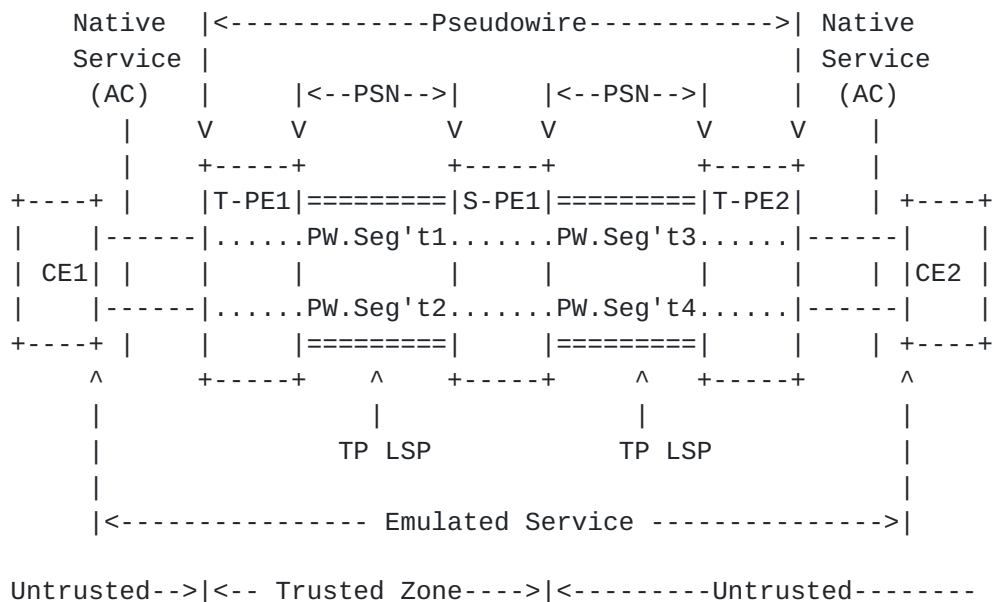 Native  |<-------------Pseudowire------------>| Native
    Service |                                     | Service
     (AC)   |     |<--PSN-->|     |<--PSN-->|     |  (AC)
       |    V     V         V     V         V     V    |
       |    +-----+         +-----+         +-----+    |
+----+ |    |T-PE1|=========|S-PE1|=========|T-PE2|    | +----+
|    |------|......PW.Seg't1.......PW.Seg't3......|------|    |
| CE1| |    |     |         |     |         |     |    | |CE2 |
|    |------|......PW.Seg't2.......PW.Seg't4......|------|    |
+----+ |    |     |=========|     |=========|     |    | +----+
     ^      +-----+    ^    +-----+     ^   +-----+      ^
     |                 |                |                |
     |               TP LSP           TP LSP             |
     |                                                   |
     |<---------------- Emulated Service --------------->|

Untrusted-->|<-- Trusted Zone---->|<---------Untrusted--------